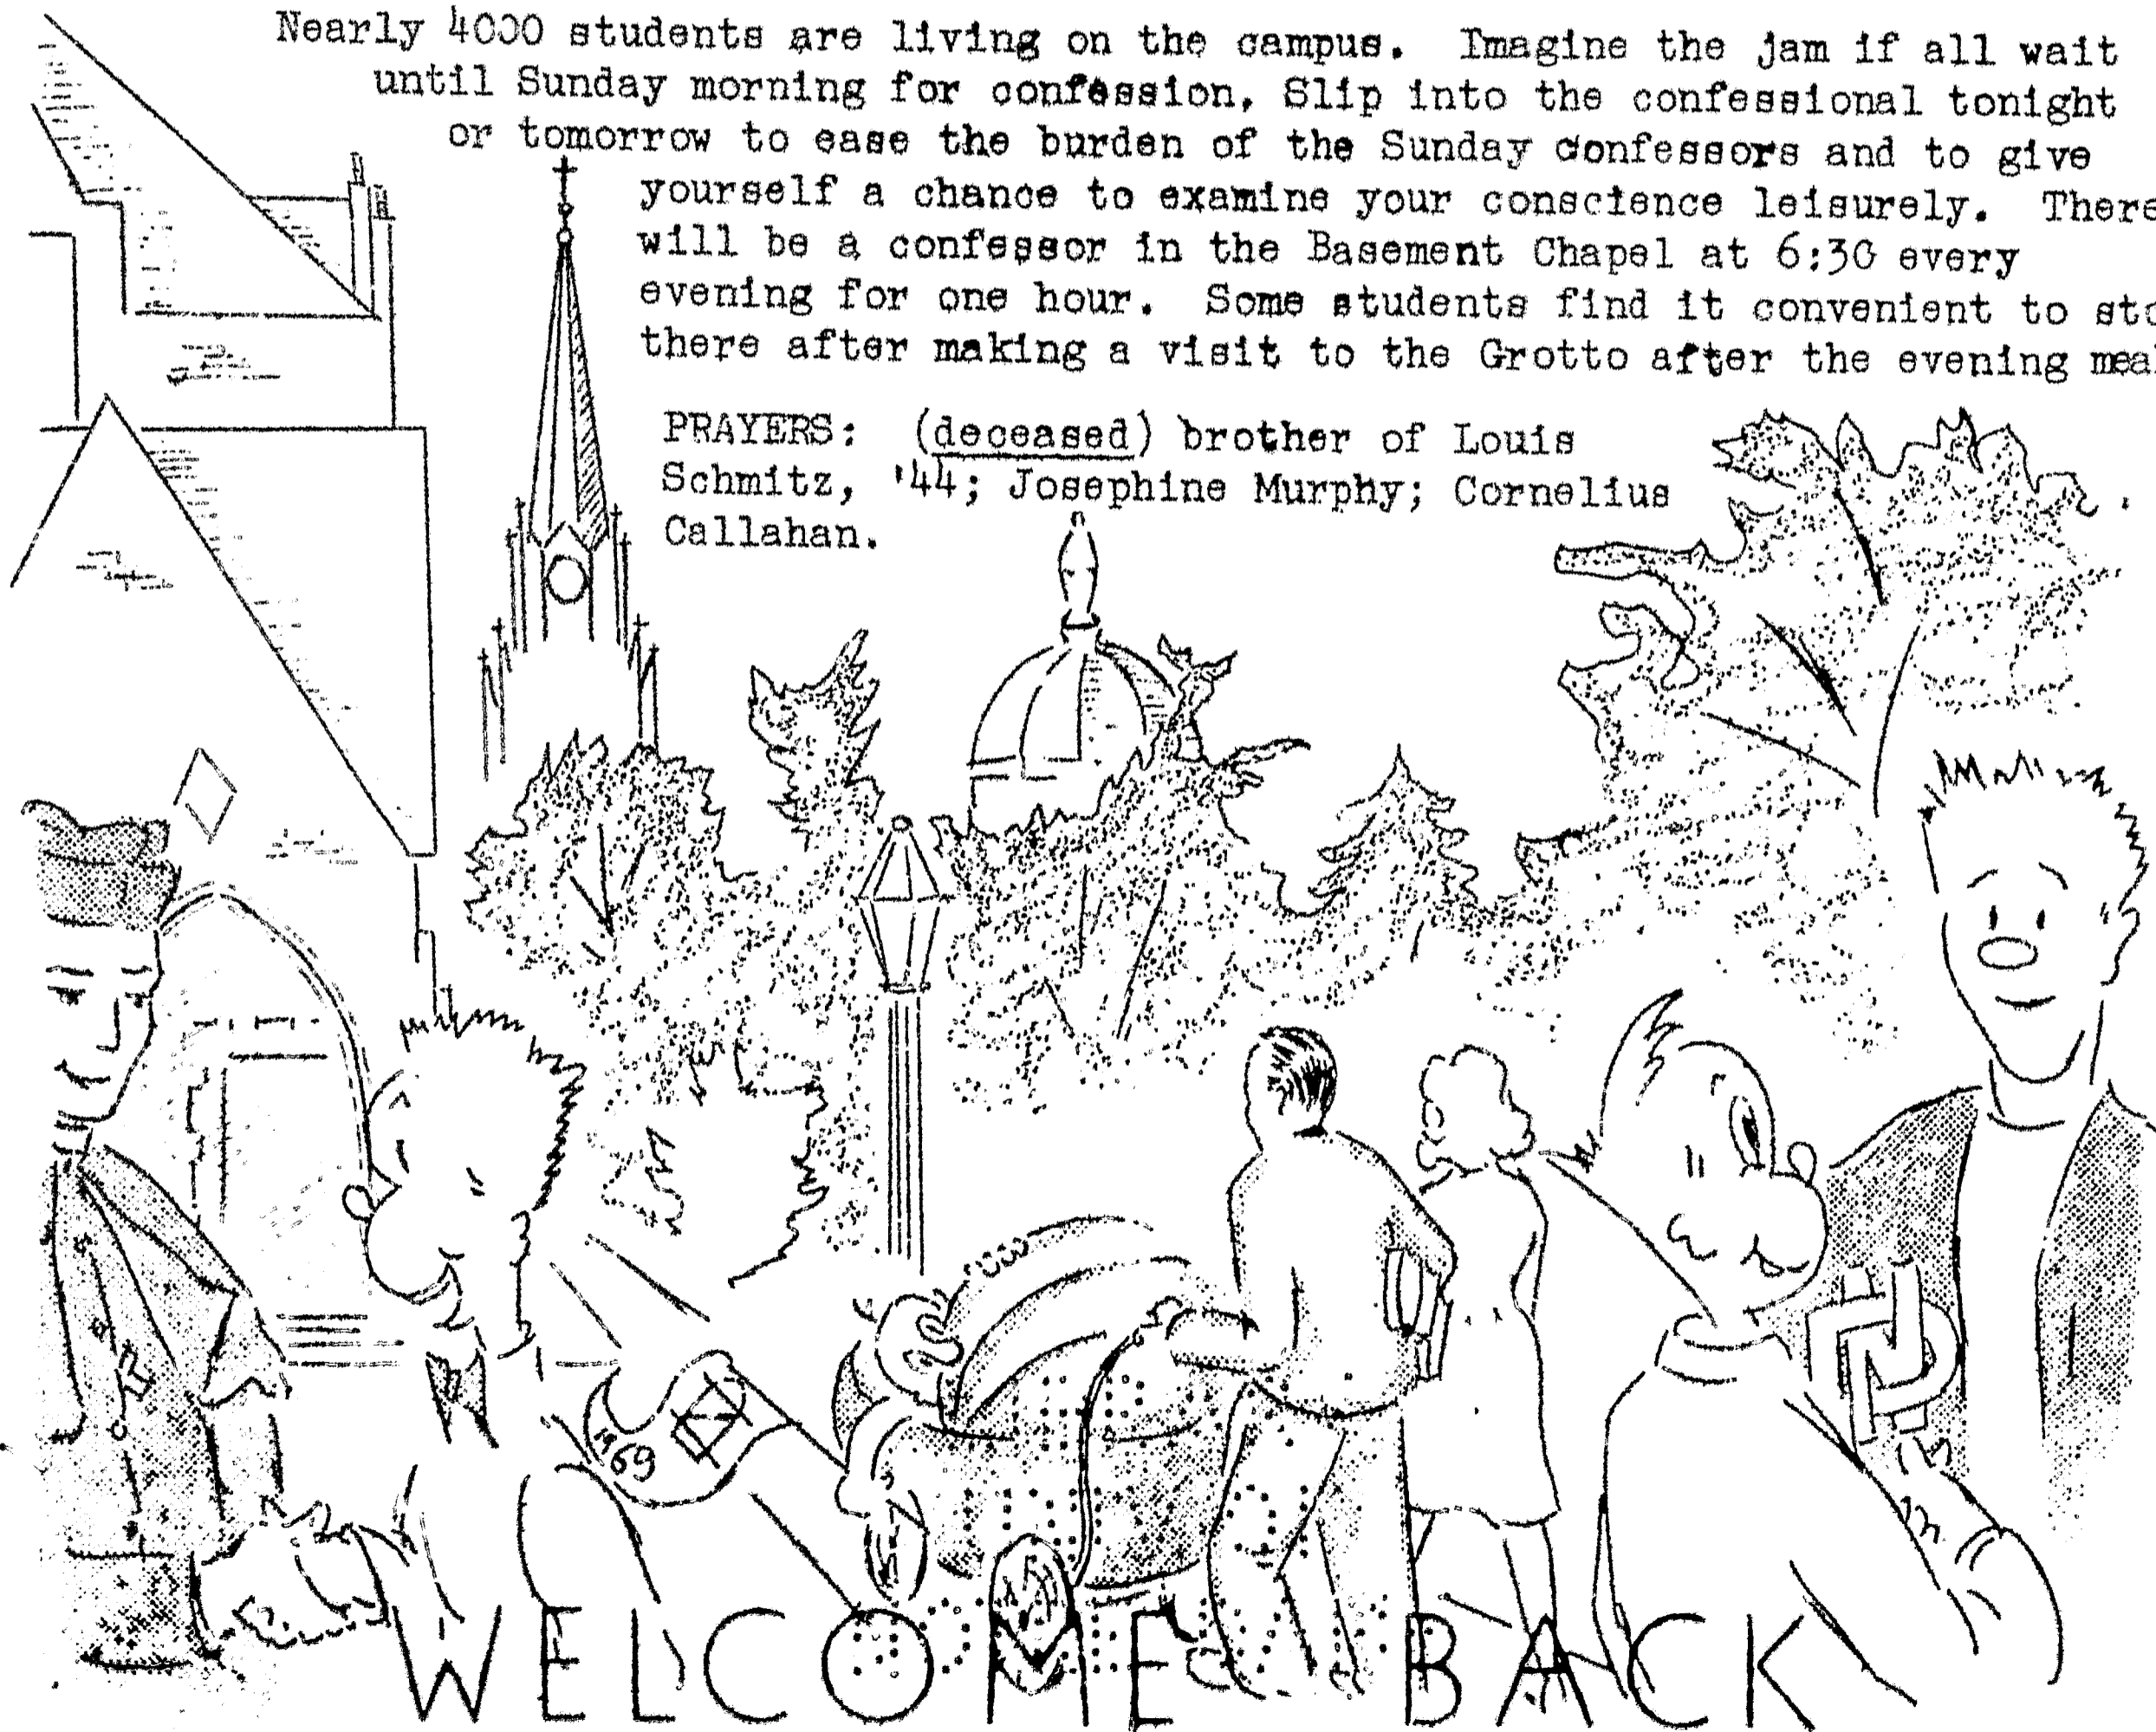 Nearly 4000 students are living on the campus. Imagine the jam if all wait
until Sunday morning for confession, Slip into the confessional tonight
or tomorrow to ease the burden of the Sunday Confessors and to give
yourself a chance to examine your conscience leisurely. There
will be a confessor in the Basement Chapel at 6:30 every
evening for one hour. Some students find it convenient to
there after making a visit to the Grotto after the evening
PRAYERS: (deceased) brother of Louis
Schmitz, '44; Josephine Murphy; Cornelius
Callahan.
ND
1969
WELCOME BACK